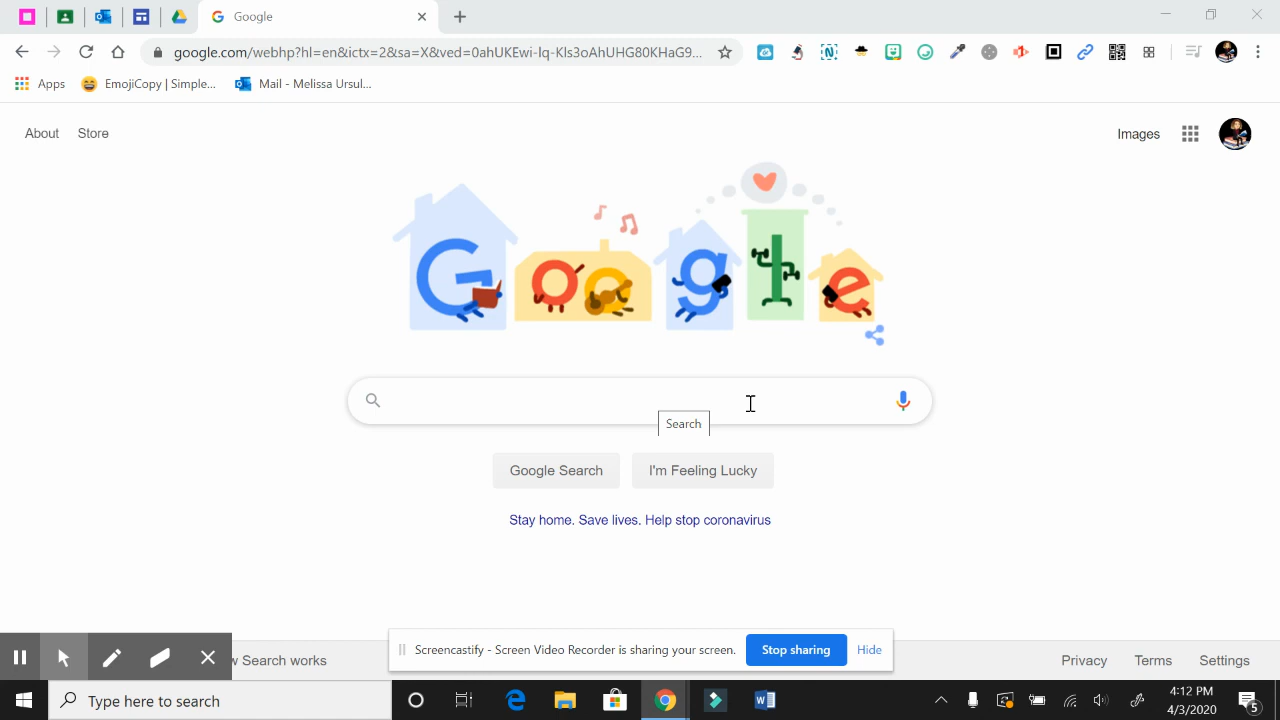 Google
google.com/webhp?hl=en&ictx=2&sa=X&ved=0ahUKEwi-lq-Kls3oAhUHG80KHaG9...
Apps
EmojiCopy | Simple...
Mail - Melissa Ursul...
About
Store
Images
Google
Search
Google Search
I'm Feeling Lucky
Stay home. Save lives. Help stop coronavirus
w Search works
Screencastify - Screen Video Recorder is sharing your screen.
Stop sharing
Hide
Privacy
Terms
Settings
Type here to search
4:12 PM
4/3/2020
5